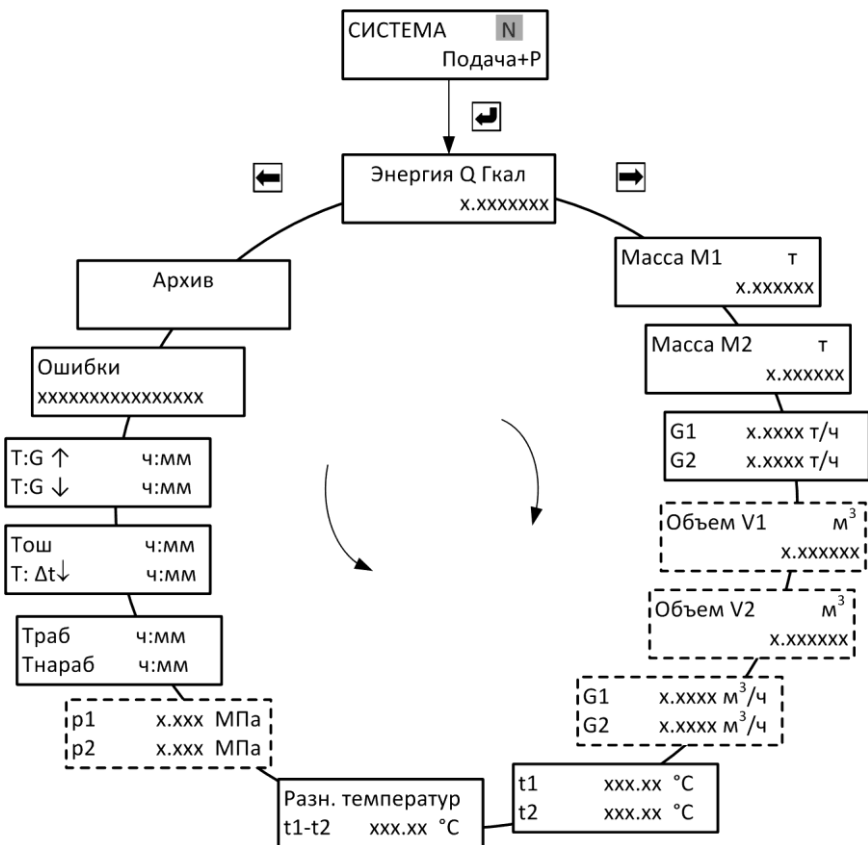 СИСТЕМА N
Подача+Р
Энергия Q Гкал
x.xxxxxxx
Масса М1 т
x.xxxxxx
Масса М2 т
x.xxxxxx
G1 x.xxxx т/ч
G2 x.xxxx т/ч
Объем V1 м³
x.xxxxxx
Объем V2 м³
x.xxxxxx
G1 x.xxxx м³/ч
G2 x.xxxx м³/ч
t1 xxx.xx °C
t2 xxx.xx °C
Разн. температур
t1-t2 xxx.xx °C
p1 x.xxx МПа
p2 x.xxx МПа
Траб ч:мм
Тнараб ч:мм
Тош ч:мм
T: Δt↓ ч:мм
T:G ↑ ч:мм
T:G ↓ ч:мм
Ошибки
xxxxxxxxxxxxxxxx
Архив